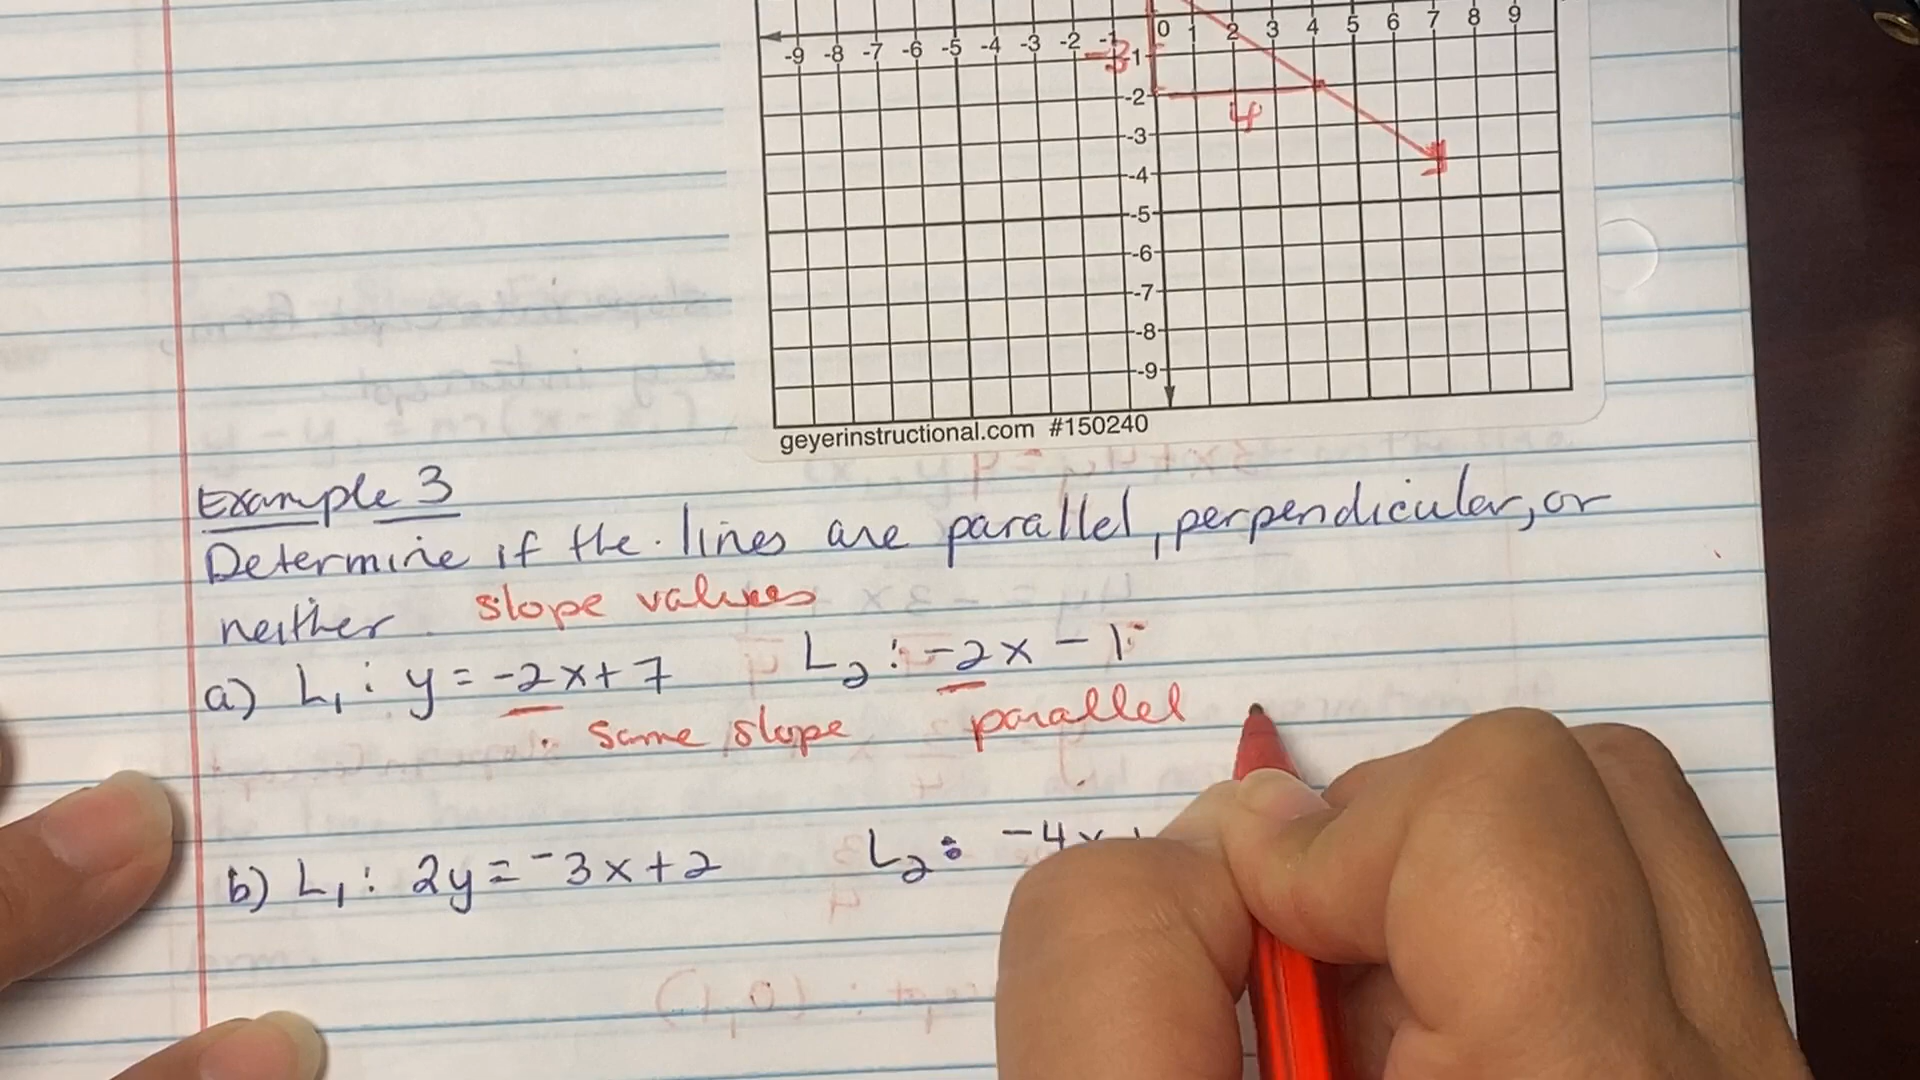 0 1 2 3 4 5 6 7 8 9
-9 -8 -7 -6 -5 -4 -3 -2 -1
-3 -1
-2
4
-3
-4
-5
-6
-7
-8
-9
geyerinstructional.com #150240
Example 3
Determine if the lines are parallel, perpendicular, or
neither. slope values
a) L₁ : y = -2x + 7 L₂ : -2x - 1
same slope parallel
b) L₁ : 2y = -3x + 2 L₂ : -4x